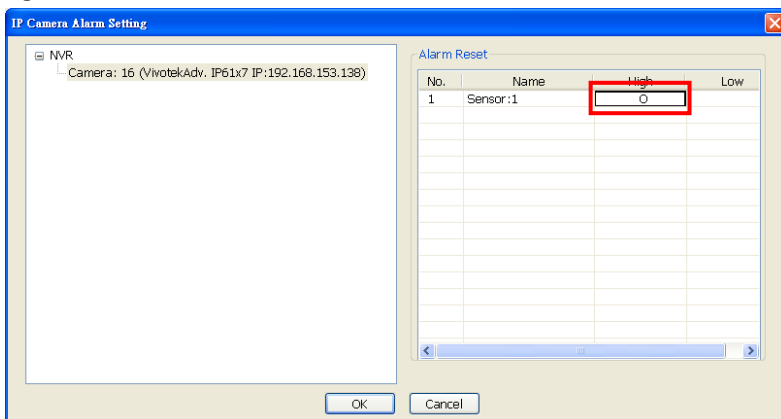 IP Camera Alarm Setting
NVR
Camera: 16 (VivotekAdv. IP61x7 IP:192.168.153.138)
Alarm Reset
No. Name High Low
1 Sensor:1 O
OK Cancel